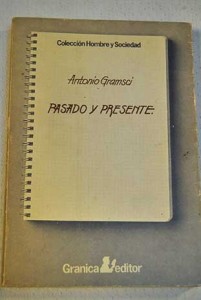 Colección Hombre y Sociedad
Antonio Gramsci
PASADO Y PRESENTE.
Granica editor